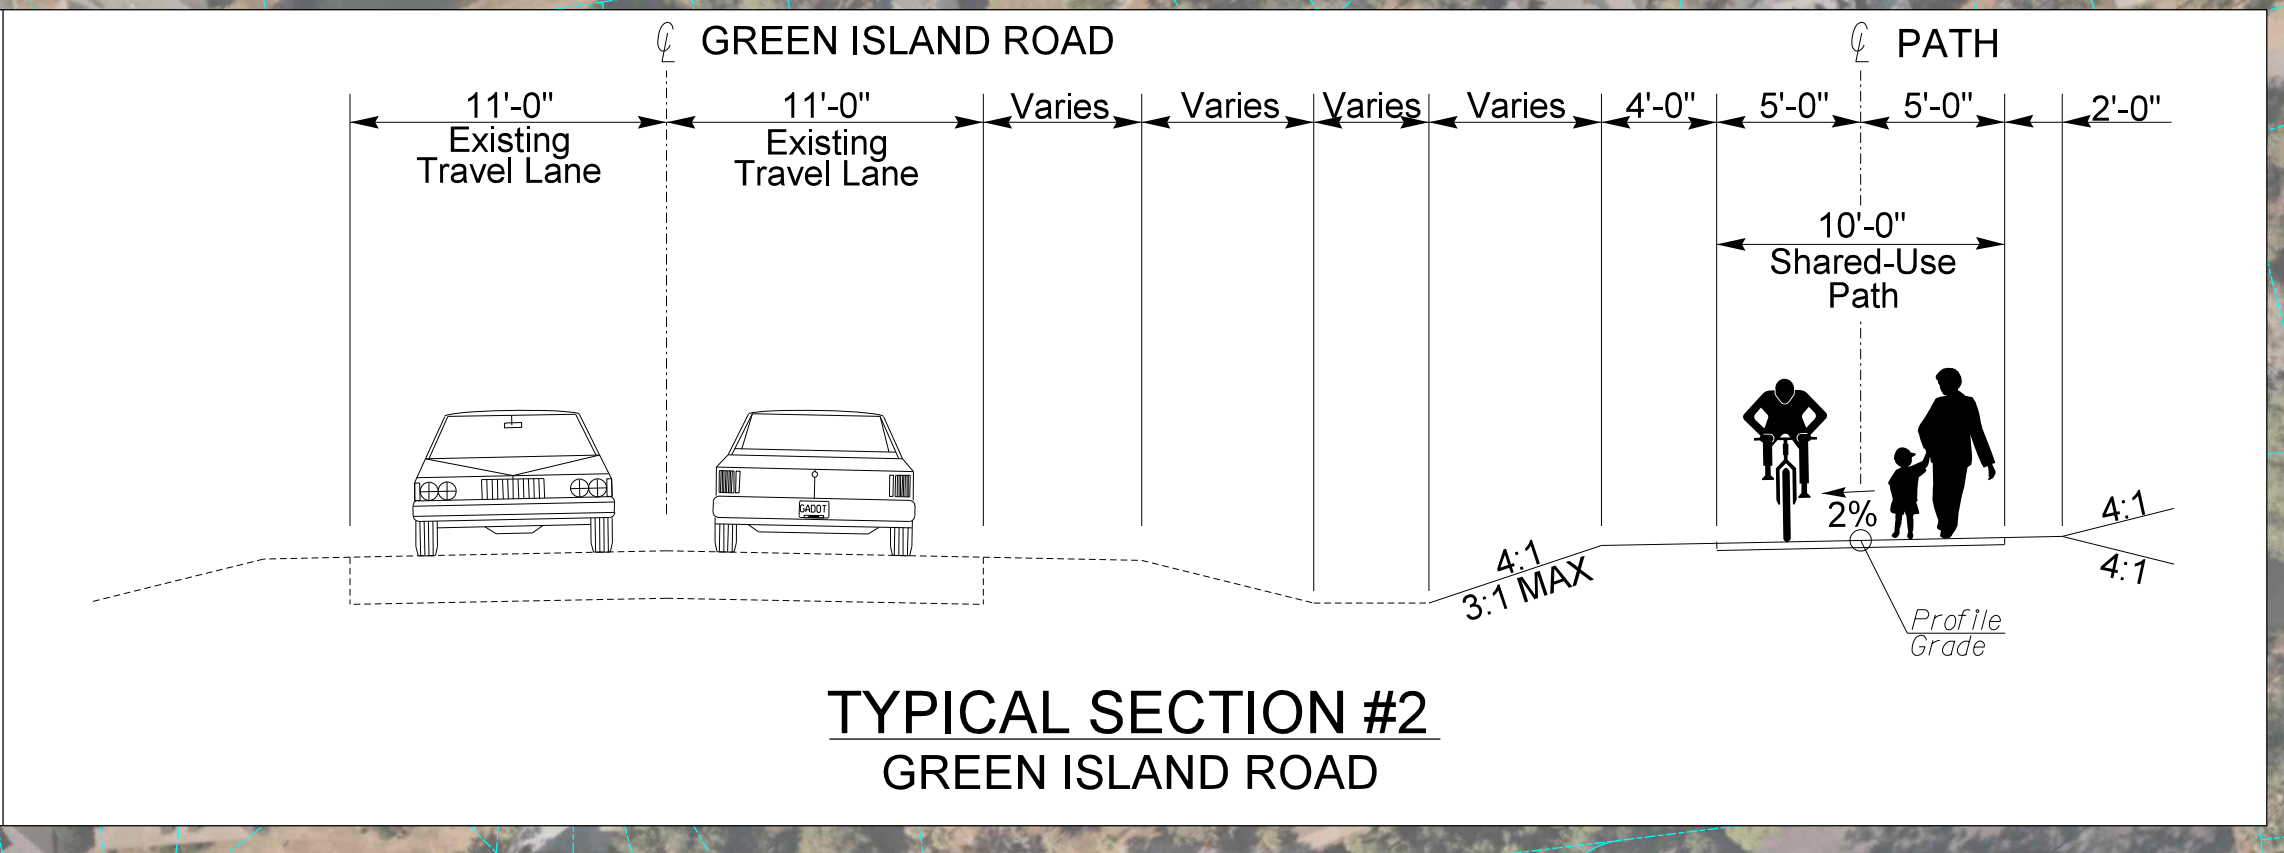 ℄ GREEN ISLAND ROAD
℄ PATH
11'-0"
Existing
Travel Lane
11'-0"
Existing
Travel Lane
Varies
Varies
Varies
Varies
4'-0"
5'-0"
5'-0"
2'-0"
10'-0"
Shared-Use
Path
GADOT
2%
4:1
3:1 MAX
4:1
4:1
Profile
Grade
TYPICAL SECTION #2
GREEN ISLAND ROAD